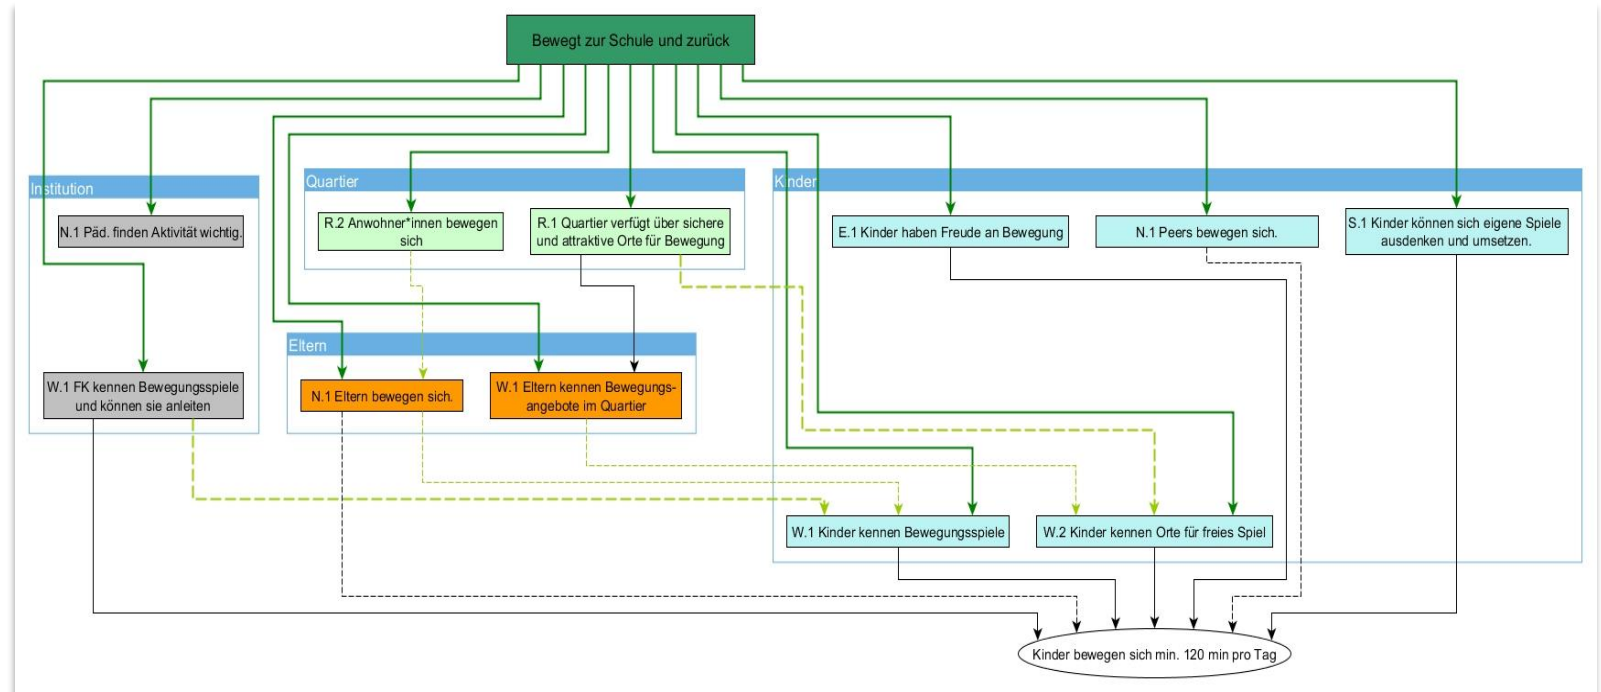 Bewegt zur Schule und zurück
Institution
N.1 Päd. finden Aktivität wichtig.
W.1 FK kennen Bewegungsspiele
und können sie anleiten
Quartier
R.2 Anwohner*innen bewegen
sich
R.1 Quartier verfügt über sichere
und attraktive Orte für Bewegung
Eltern
N.1 Eltern bewegen sich.
W.1 Eltern kennen Bewegungs-
angebote im Quartier
Kinder
E.1 Kinder haben Freude an Bewegung
N.1 Peers bewegen sich.
S.1 Kinder können sich eigene Spiele
ausdenken und umsetzen.
W.1 Kinder kennen Bewegungsspiele
W.2 Kinder kennen Orte für freies Spiel
Kinder bewegen sich min. 120 min pro Tag